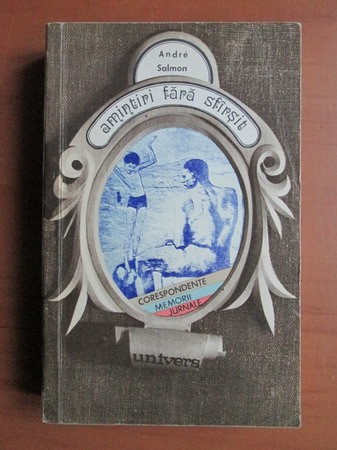 André
Salmon
amintiri fără sfîrşit
CORESPONDENTE
MEMORII
JURNALE
univers